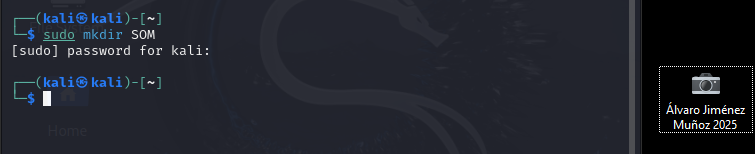 ┌──(kali㉿kali)-[~]
└─$ sudo mkdir SOM
[sudo] password for kali:
┌──(kali㉿kali)-[~]
└─$
Home
Álvaro Jiménez
Muñoz 2025